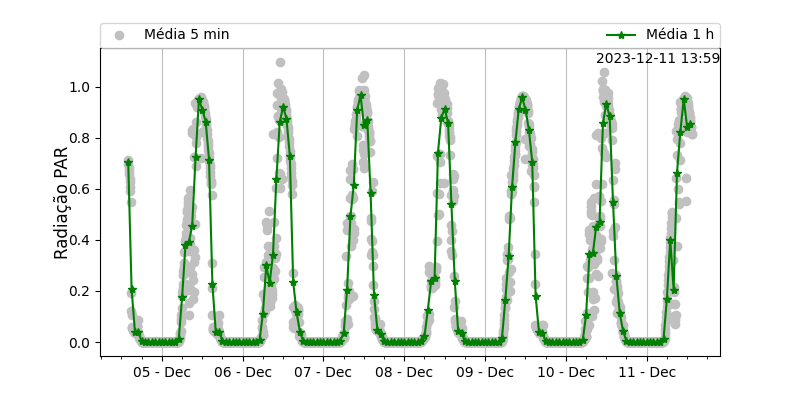 Média 5 min
Média 1 h
2023-12-11 13:59
Radiação PAR
1.0
0.8
0.6
0.4
0.2
0.0
05 - Dec
06 - Dec
07 - Dec
08 - Dec
09 - Dec
10 - Dec
11 - Dec